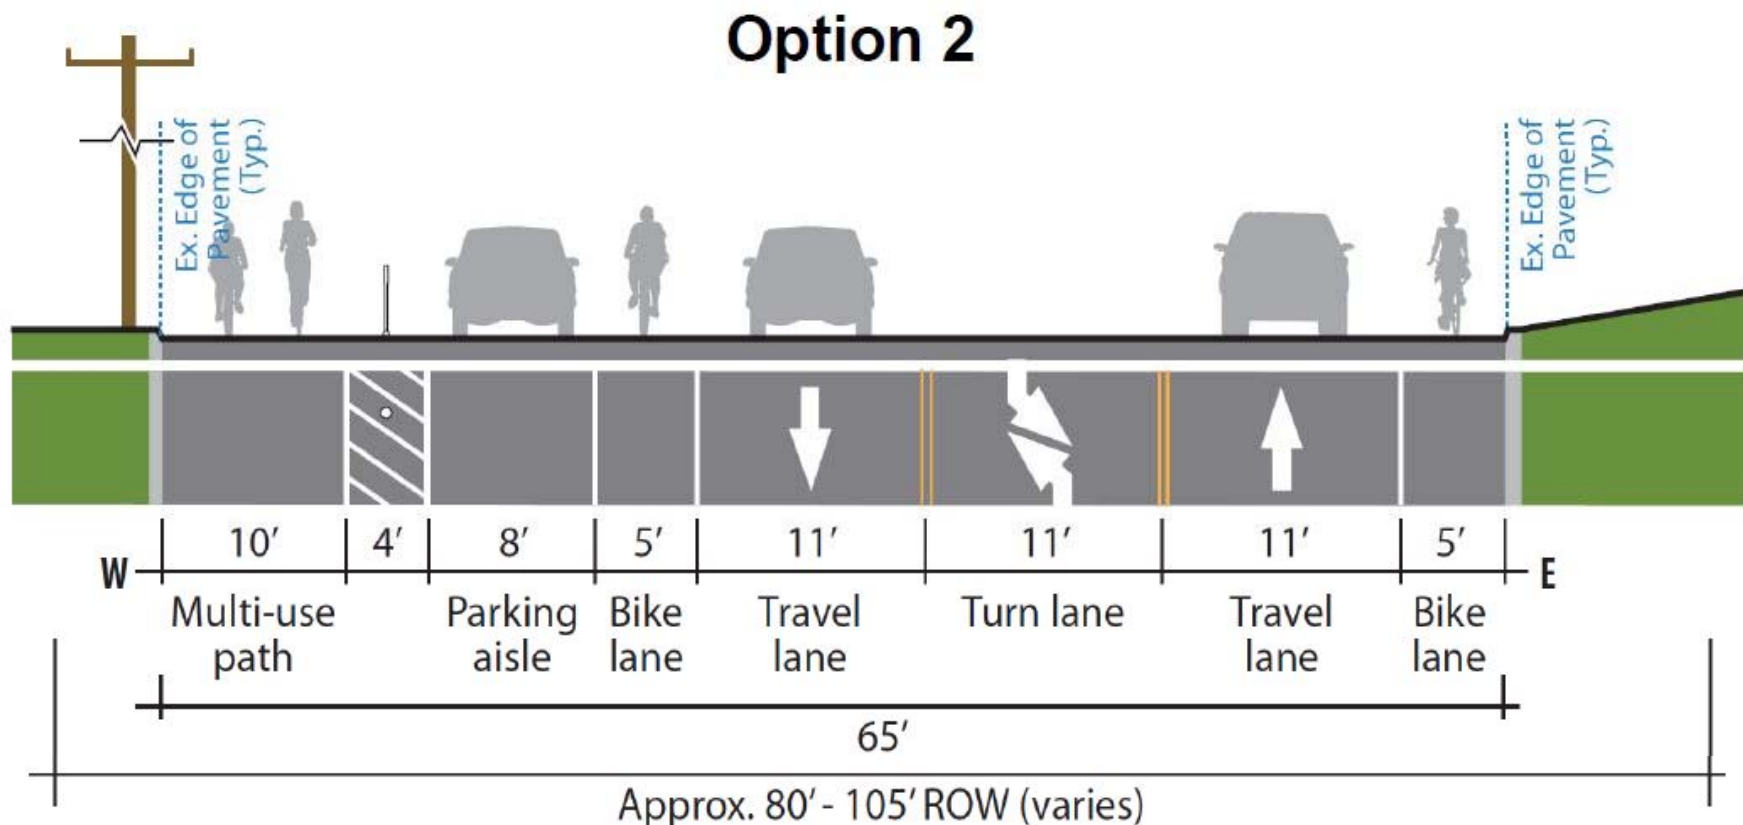 Option 2
Ex. Edge of
Pavement
(Typ.)
Ex. Edge of
Pavement
(Typ.)
10′ 4′ 8′ 5′ 11′ 11′ 11′ 5′
W E
Multi-use Parking Bike Travel Turn lane Travel Bike
path aisle lane lane lane lane
65′
Approx. 80′ - 105′ ROW (varies)